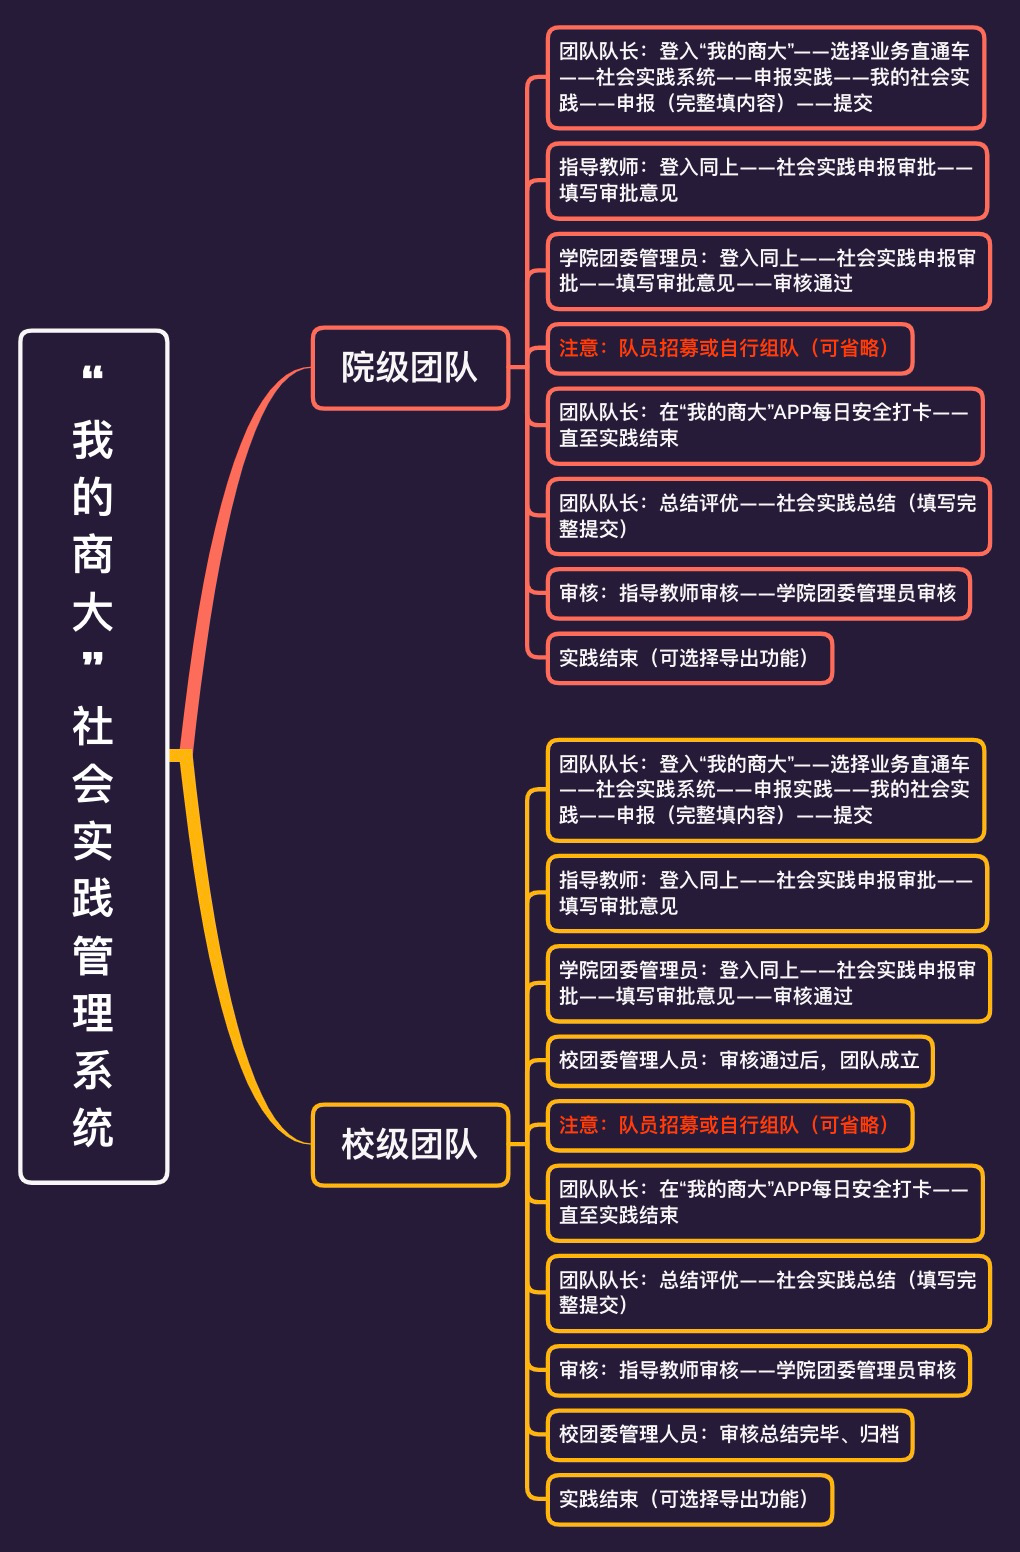 “我的商大”社会实践管理系统
院级团队
团队队长：登入“我的商大”——选择业务直通车
——社会实践系统——申报实践——我的社会实
践——申报（完整填内容）——提交
指导教师：登入同上——社会实践申报审批——
填写审批意见
学院团委管理员：登入同上——社会实践申报审
批——填写审批意见——审核通过
注意：队员招募或自行组队（可省略）
团队队长：在“我的商大”APP每日安全打卡——
直至实践结束
团队队长：总结评优——社会实践总结（填写完
整提交）
审核：指导教师审核——学院团委管理员审核
实践结束（可选择导出功能）
校级团队
团队队长：登入“我的商大”——选择业务直通车
——社会实践系统——申报实践——我的社会实
践——申报（完整填内容）——提交
指导教师：登入同上——社会实践申报审批——
填写审批意见
学院团委管理员：登入同上——社会实践申报审
批——填写审批意见——审核通过
校团委管理人员：审核通过后，团队成立
注意：队员招募或自行组队（可省略）
团队队长：在“我的商大”APP每日安全打卡——
直至实践结束
团队队长：总结评优——社会实践总结（填写完
整提交）
审核：指导教师审核——学院团委管理员审核
校团委管理人员：审核总结完毕、归档
实践结束（可选择导出功能）